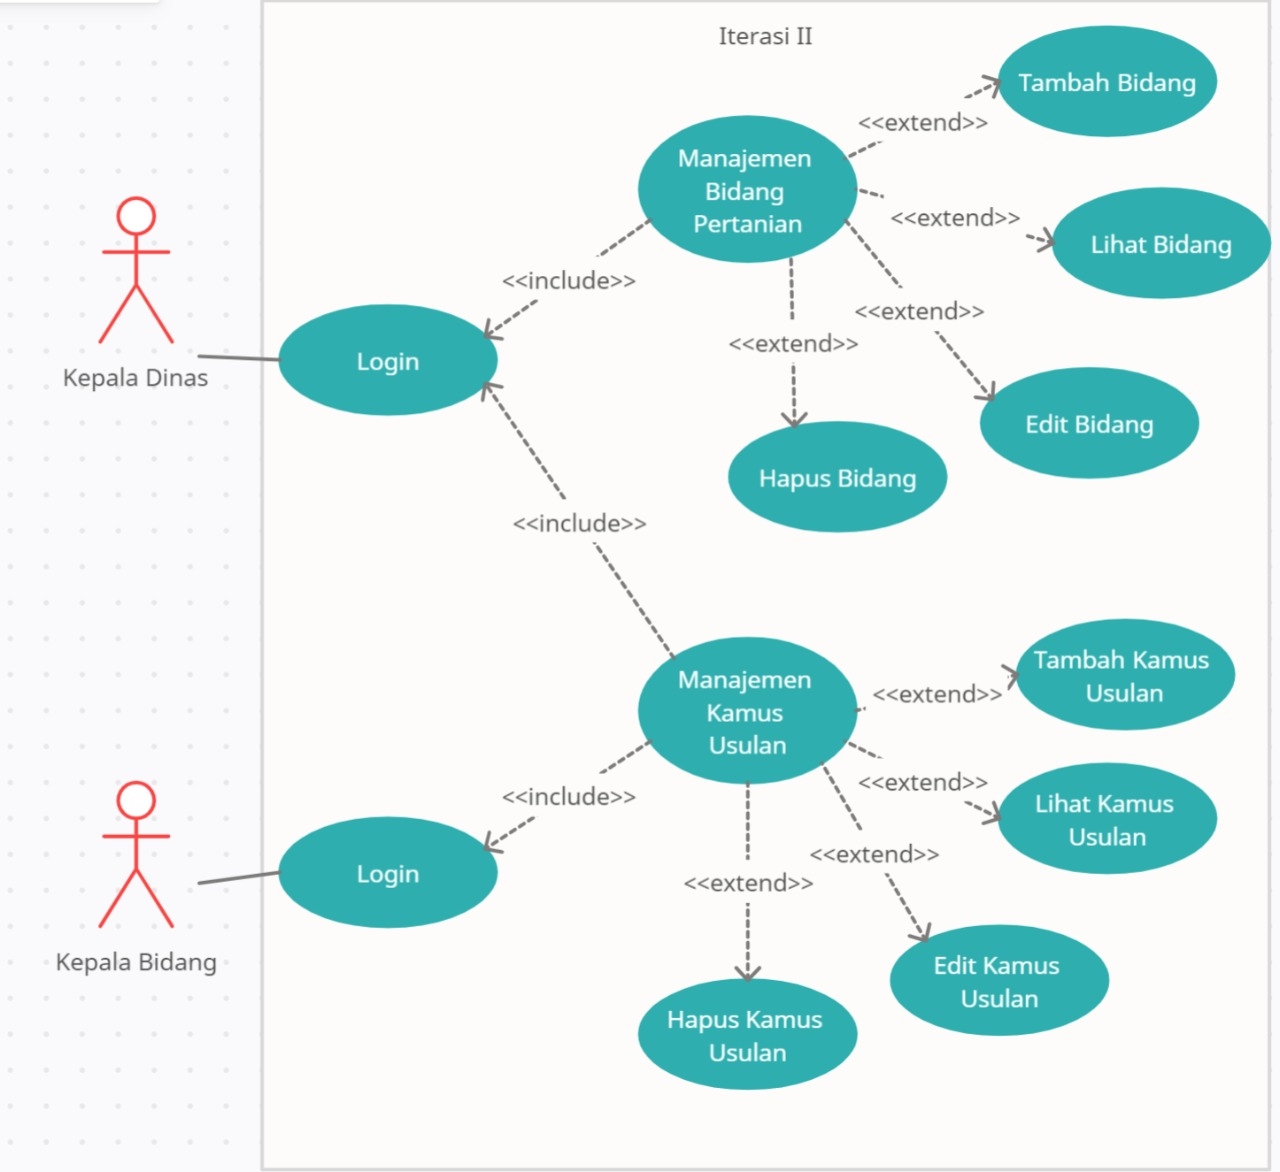 Iterasi II
Tambah Bidang
<<extend>>
Manajemen
Bidang
Pertanian
<<extend>>
Lihat Bidang
<<include>>
<<extend>>
<<extend>>
Login
Kepala Dinas
Edit Bidang
Hapus Bidang
<<include>>
Manajemen
Kamus
Usulan
Tambah Kamus
Usulan
<<extend>>
<<extend>>
Lihat Kamus
Usulan
<<include>>
<<extend>>
<<extend>>
Login
Kepala Bidang
Edit Kamus
Usulan
Hapus Kamus
Usulan